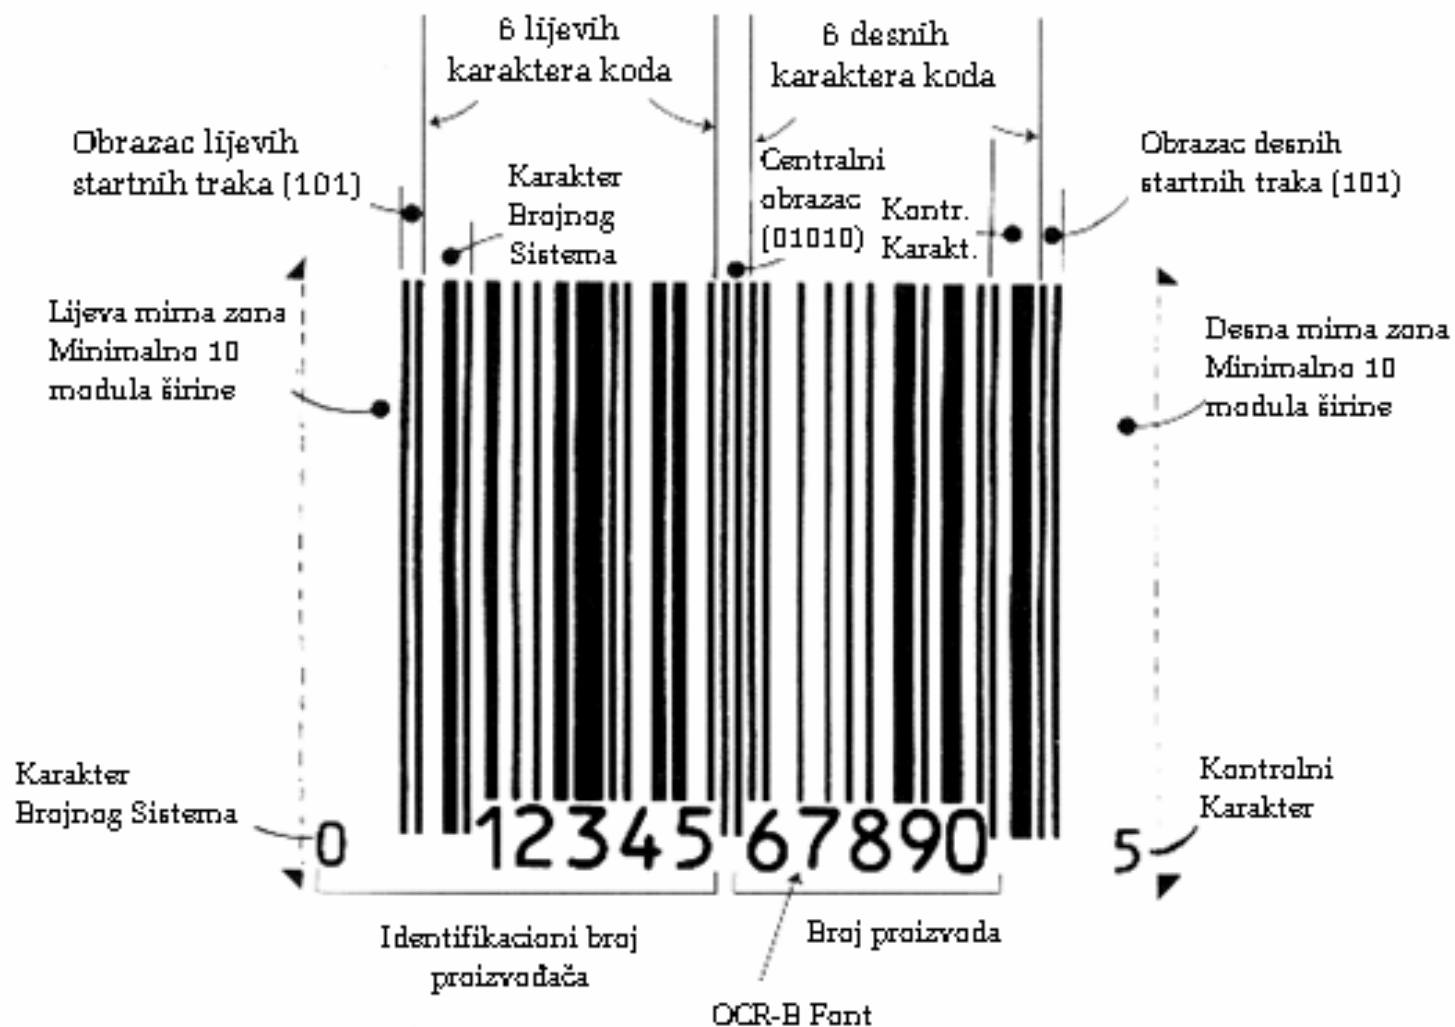 6 lijevih
karaktera koda
6 desnih
karaktera koda
Obrazac lijevih
startnih traka (101)
Karakter
Brojnog
Sistema
Centralni
obrazac
(01010)
Kontr.
Karakt.
Obrazac desnih
startnih traka (101)
Lijeva mirna zona
Minimalno 10
modula širine
Desna mirna zona
Minimalno 10
modula širine
Karakter
Brojnog Sistema
Kontrolni
Karakter
0 12345 67890 5
Identifikacioni broj
proizvođača
Broj proizvoda
OCR-B Font